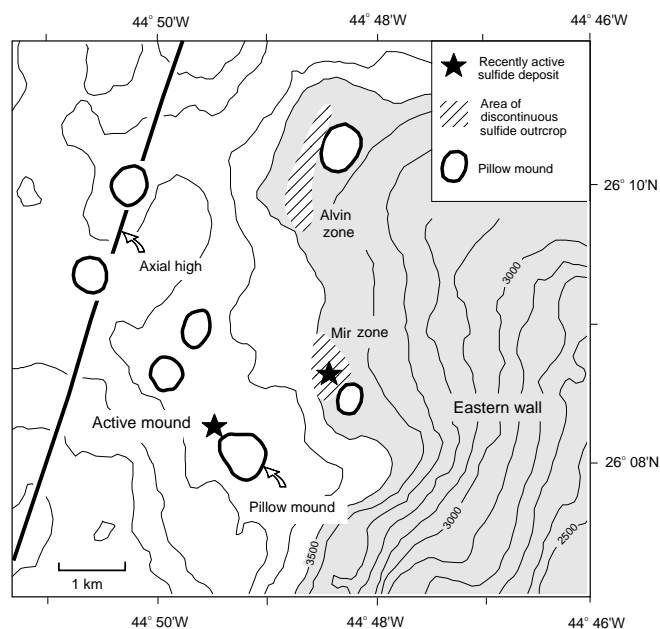 44° 50'W
44° 48'W
44° 46'W
Recently active
sulfide deposit
Area of
discontinuous
sulfide outrcrop
Pillow mound
26° 10'N
Alvin
zone
Axial high
3000
Mir zone
Active mound
Eastern wall
26° 08'N
Pillow mound
3500
3000
2500
1 km
44° 50'W
44° 48'W
44° 46'W